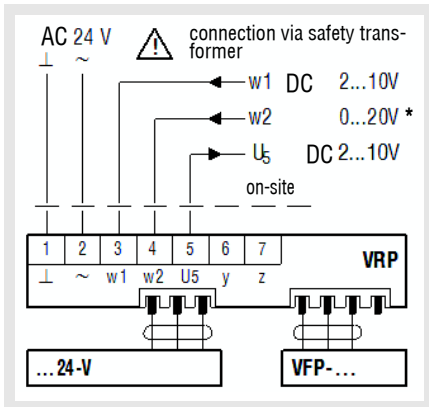 AC 24 V
connection via safety trans-
former
⊥ ~
w1 DC 2...10V
w2 0...20V *
U5 DC 2...10V
on-site
1 2 3 4 5 6 7
⊥ ~ w1 w2 U5 y z
VRP
...24-V
VFP-...